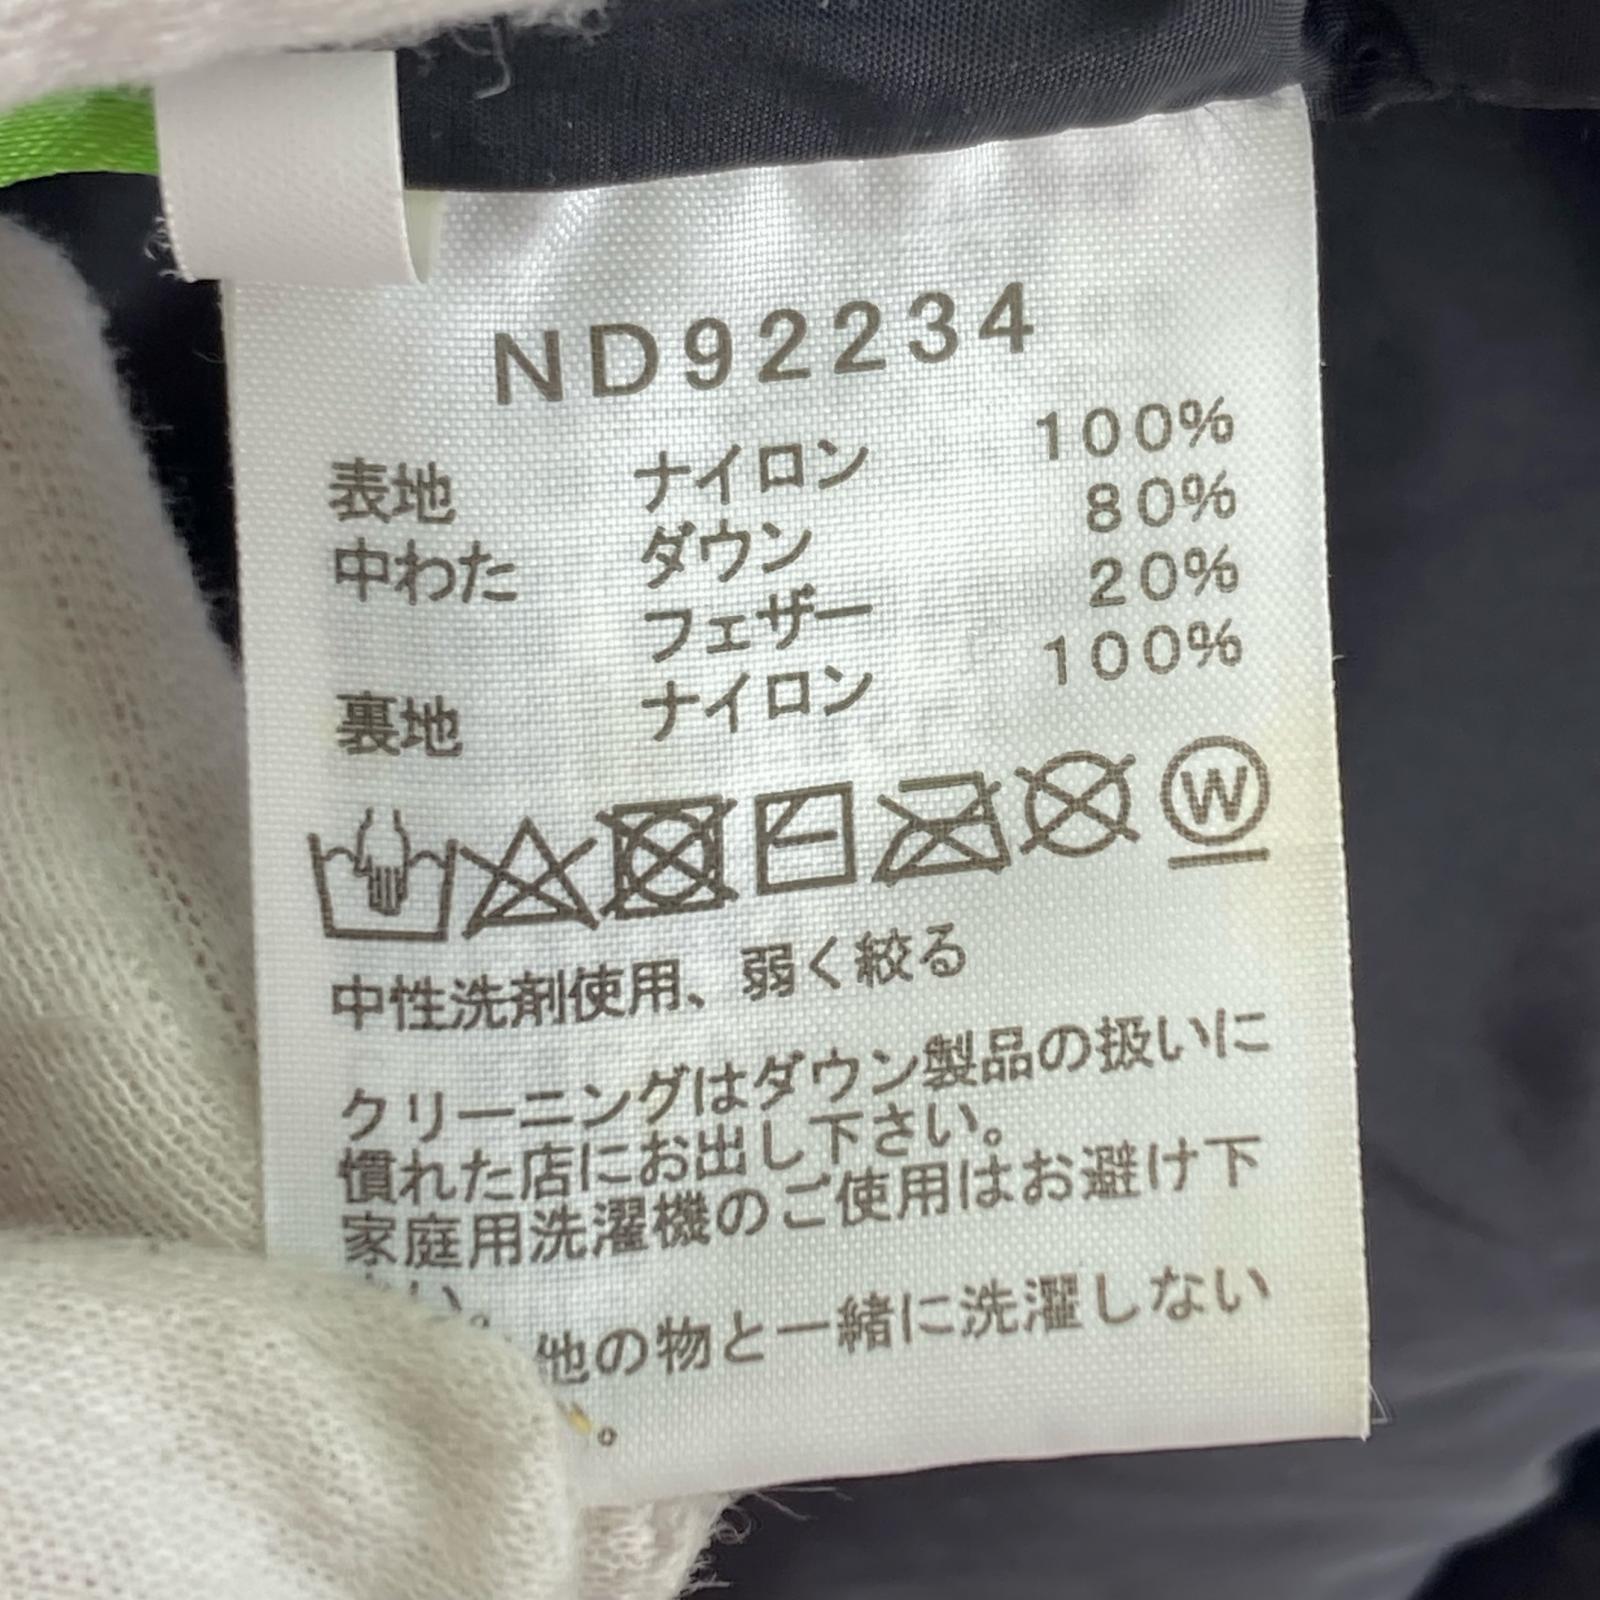 ND92234
表地 ナイロン 100%
中わた ダウン 80%
フェザー 20%
裏地 ナイロン 100%
W
中性洗剤使用、弱く絞る
クリーニングはダウン製品の扱いに
慣れた店にお出し下さい。
家庭用洗濯機のご使用はお避け下
さい。
他の物と一緒に洗濯しない
。